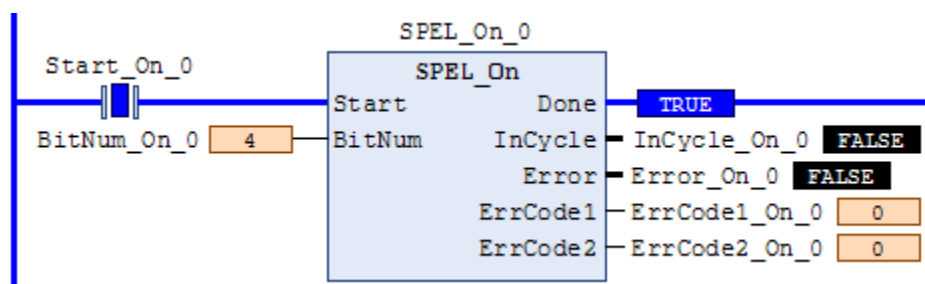 SPEL_On_0
Start_On_0
SPEL_On
Start Done TRUE
BitNum_On_0 4 BitNum InCycle InCycle_On_0 FALSE
Error Error_On_0 FALSE
ErrCode1 ErrCode1_On_0 0
ErrCode2 ErrCode2_On_0 0